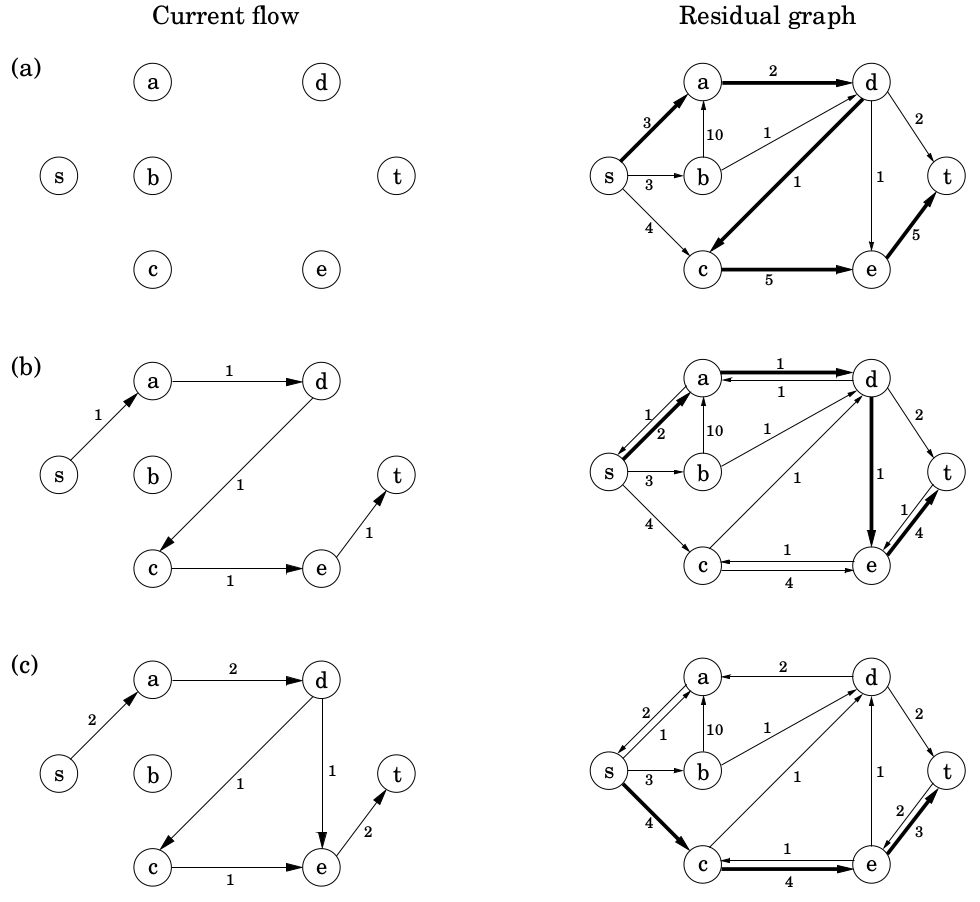 Current flow Residual graph
(a)
a d a 2 d
3 10 1 2
s b t s 3 b 1 1 t
4 5
c e c 5 e
(b)
a 1 d a 1 1 d
1 1 2 10 1 2
s b t s 3 b 1 1 t
1 1 4 1 4
c 1 e c 1 4 e
(c)
a 2 d a 2 d
2 2 1 10 1 2
s b 1 t s 3 b 1 1 t
1 2 4 2 3
c 1 e c 1 4 e